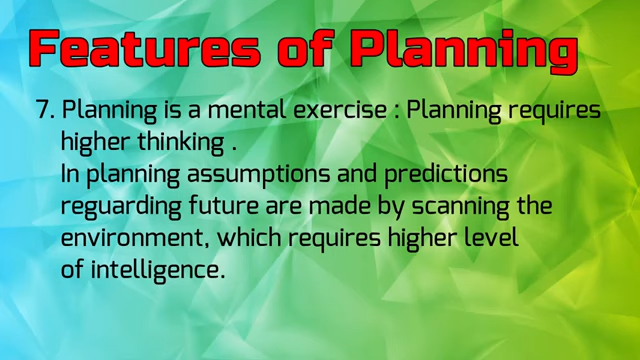 Features of Planning
7. Planning is a mental exercise : Planning requires
higher thinking .
In planning assumptions and predictions
reguarding future are made by scanning the
environment, which requires higher level
of intelligence.